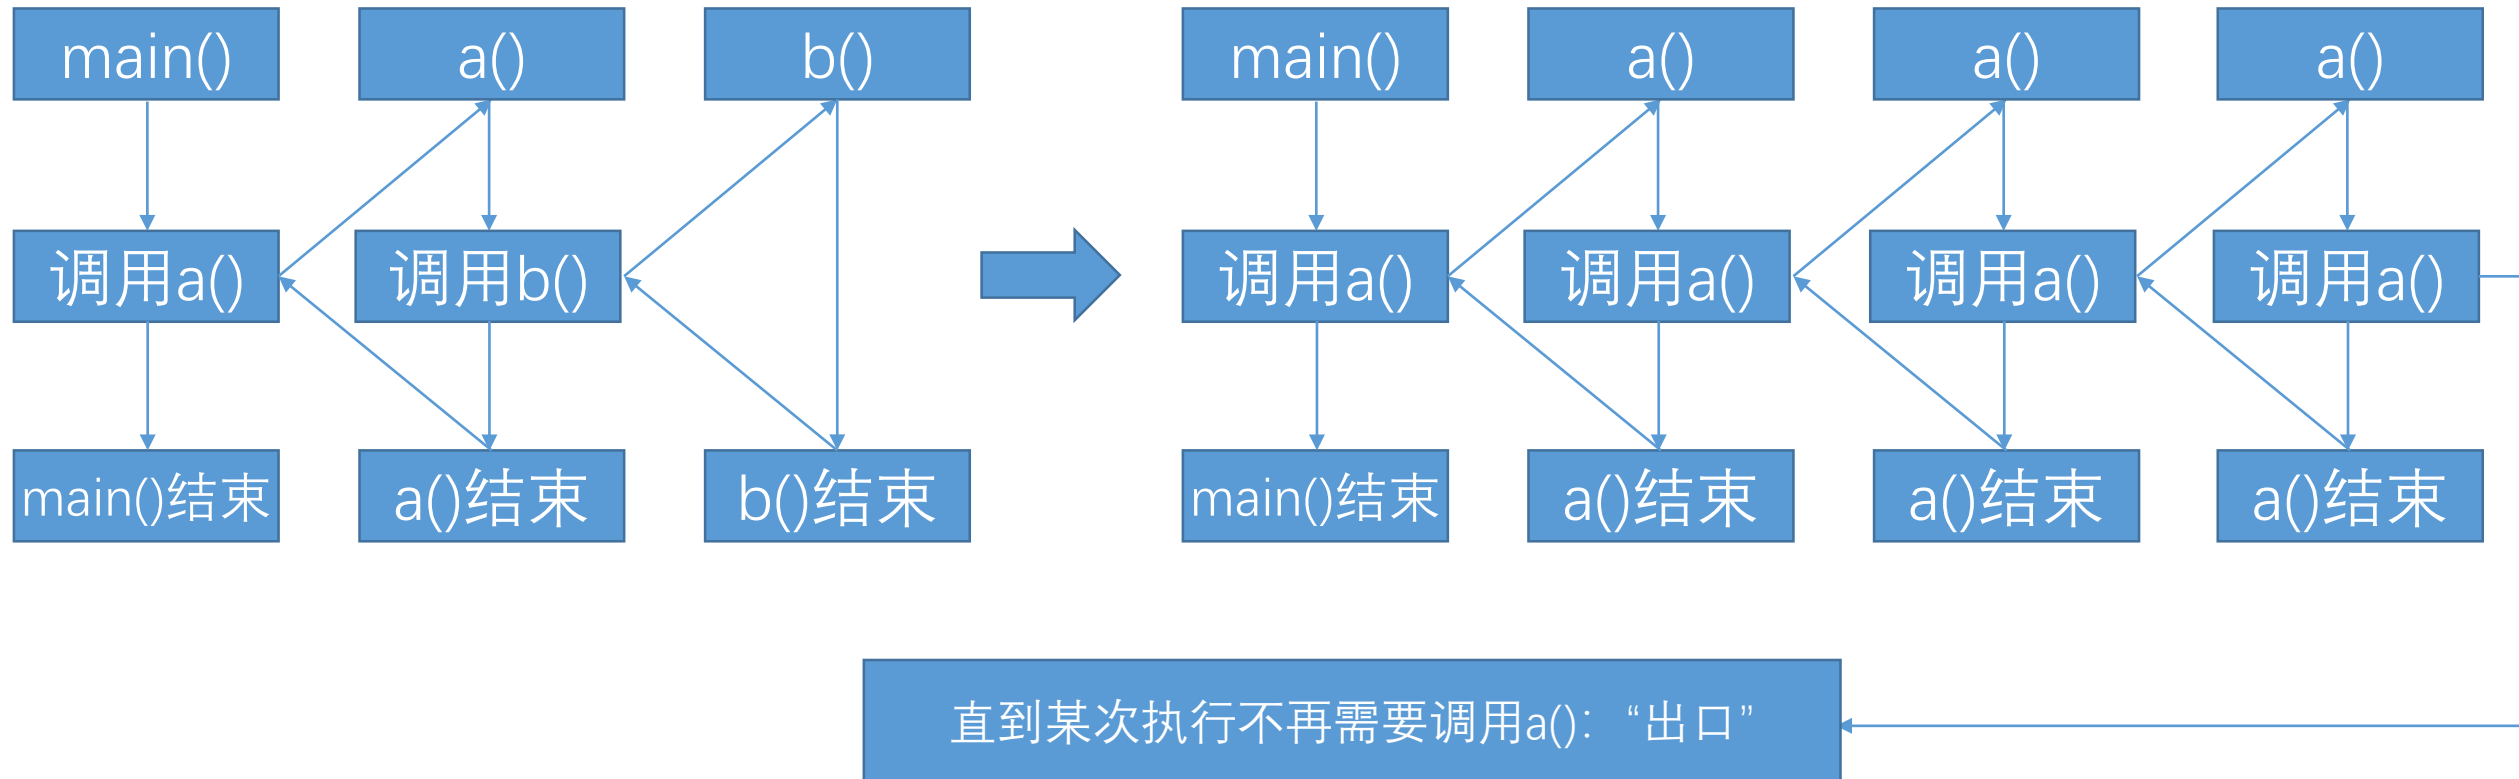 main()
a()
b()
main()
a()
a()
a()
调用a()
调用b()
调用a()
调用a()
调用a()
调用a()
main()结束
a()结束
b()结束
main()结束
a()结束
a()结束
a()结束
直到某次执行不再需要调用a()：“出口”